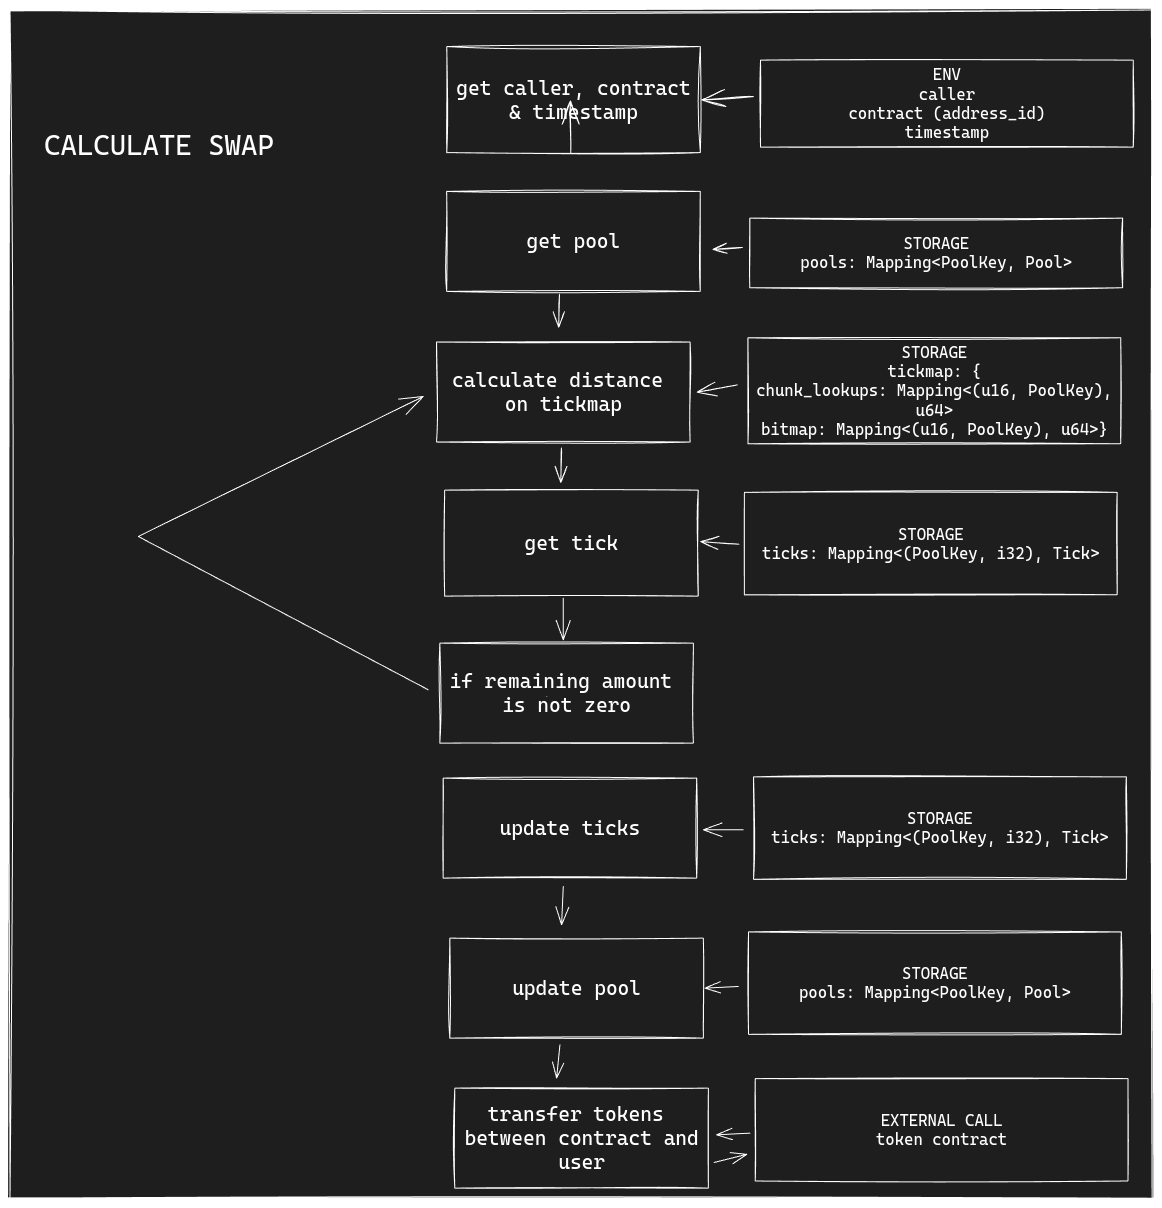 CALCULATE SWAP
get caller, contract
& timestamp
ENV
caller
contract (address_id)
timestamp
get pool
STORAGE
pools: Mapping<PoolKey, Pool>
calculate distance
on tickmap
STORAGE
tickmap: {
chunk_lookups: Mapping<(u16, PoolKey),
u64>
bitmap: Mapping<(u16, PoolKey), u64>}
get tick
STORAGE
ticks: Mapping<(PoolKey, i32), Tick>
if remaining amount
is not zero
update ticks
STORAGE
ticks: Mapping<(PoolKey, i32), Tick>
update pool
STORAGE
pools: Mapping<PoolKey, Pool>
transfer tokens
between contract and
user
EXTERNAL CALL
token contract